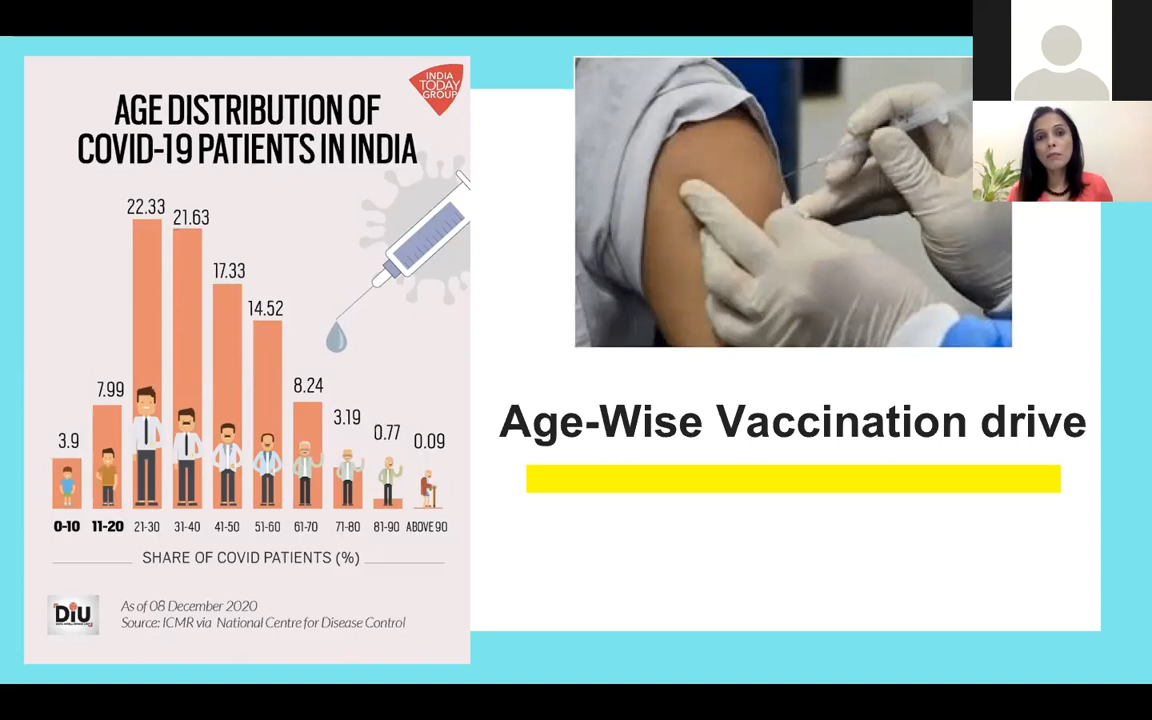 INDIA
TODAY
GROUP
AGE DISTRIBUTION OF
COVID-19 PATIENTS IN INDIA
22.33
21.63
17.33
14.52
8.24
7.99
3.19
3.9
0.77
0.09
0-10 11-20 21-30 31-40 41-50 51-60 61-70 71-80 81-90 ABOVE 90
SHARE OF COVID PATIENTS (%)
DiU
As of 08 December 2020
Source: ICMR via National Centre for Disease Control
Age-Wise Vaccination drive